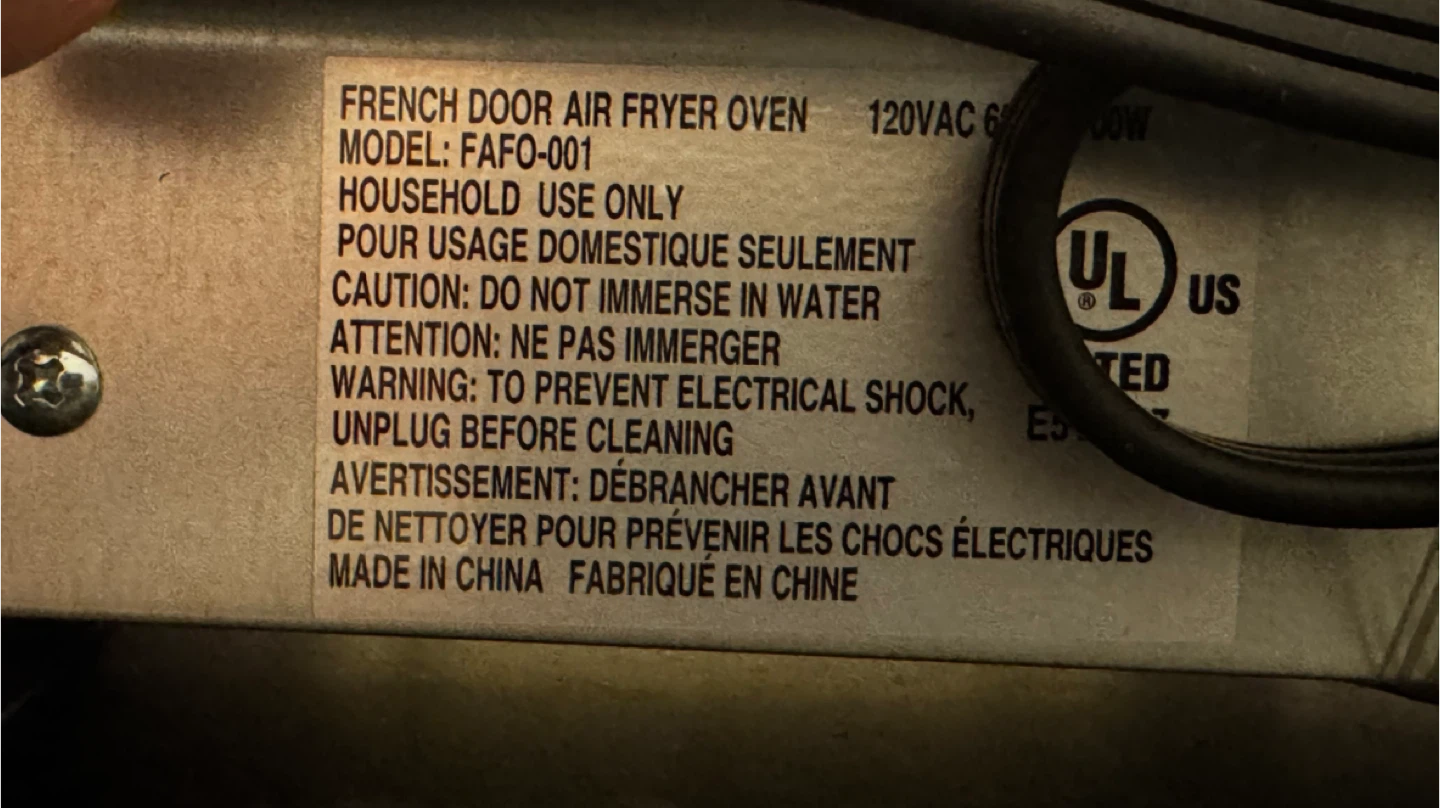 FRENCH DOOR AIR FRYER OVEN 120VAC
MODEL: FAFO-001
HOUSEHOLD USE ONLY
POUR USAGE DOMESTIQUE SEULEMENT
CAUTION: DO NOT IMMERSE IN WATER
ATTENTION: NE PAS IMMERGER
WARNING: TO PREVENT ELECTRICAL SHOCK,
UNPLUG BEFORE CLEANING
AVERTISSEMENT: DÉBRANCHER AVANT
DE NETTOYER POUR PRÉVENIR LES CHOCS ÉLECTRIQUES
MADE IN CHINA FABRIQUÉ EN CHINE
UL® US